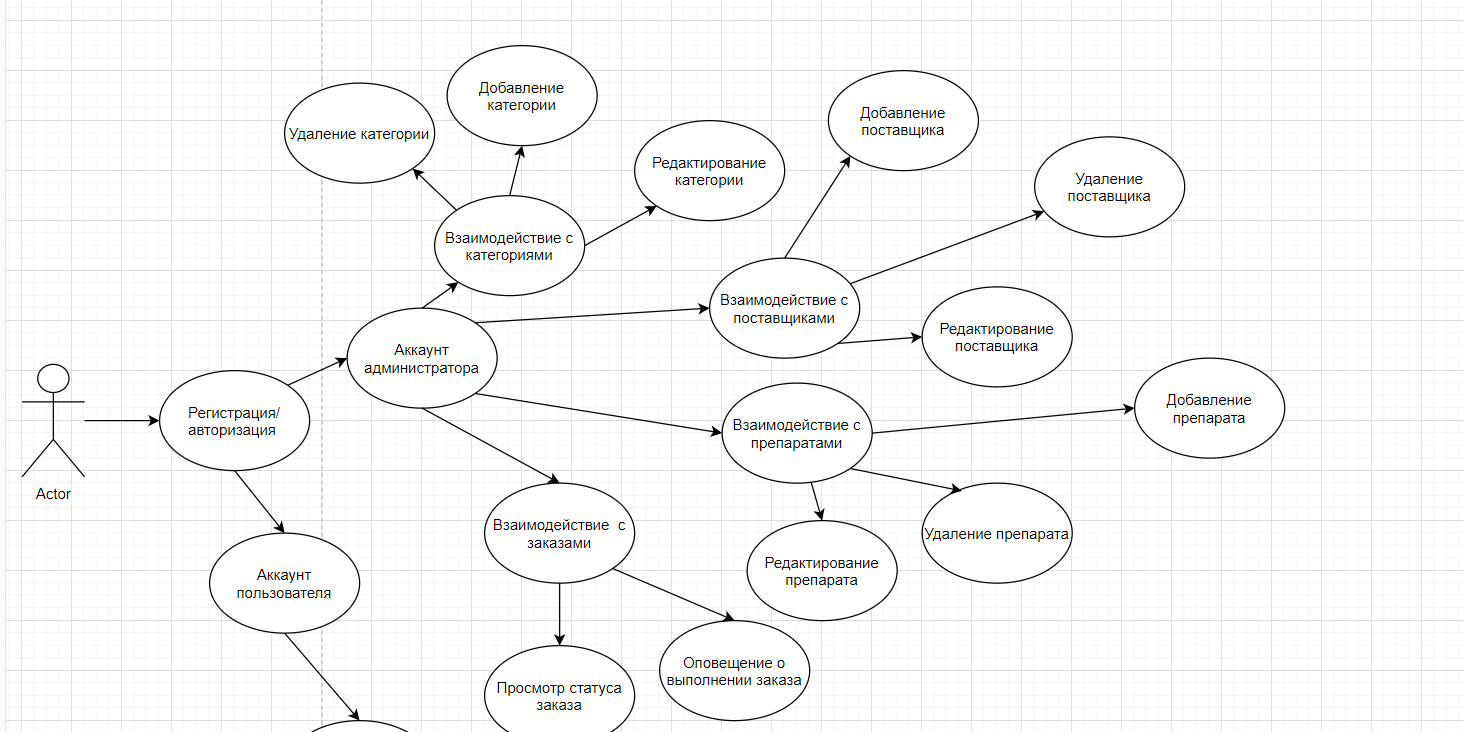 Добавление
категории
Удаление категории
Редактирование
категории
Добавление
поставщика
Удаление
поставщика
Взаимодействие с
категориями
Взаимодействие с
поставщиками
Редактирование
поставщика
Аккаунт
администратора
Регистрация/
авторизация
Actor
Взаимодействие с
препаратами
Добавление
препарата
Взаимодействие  с
заказами
Удаление препарата
Редактирование
препарата
Аккаунт
пользователя
Оповещение о
выполнении заказа
Просмотр статуса
заказа